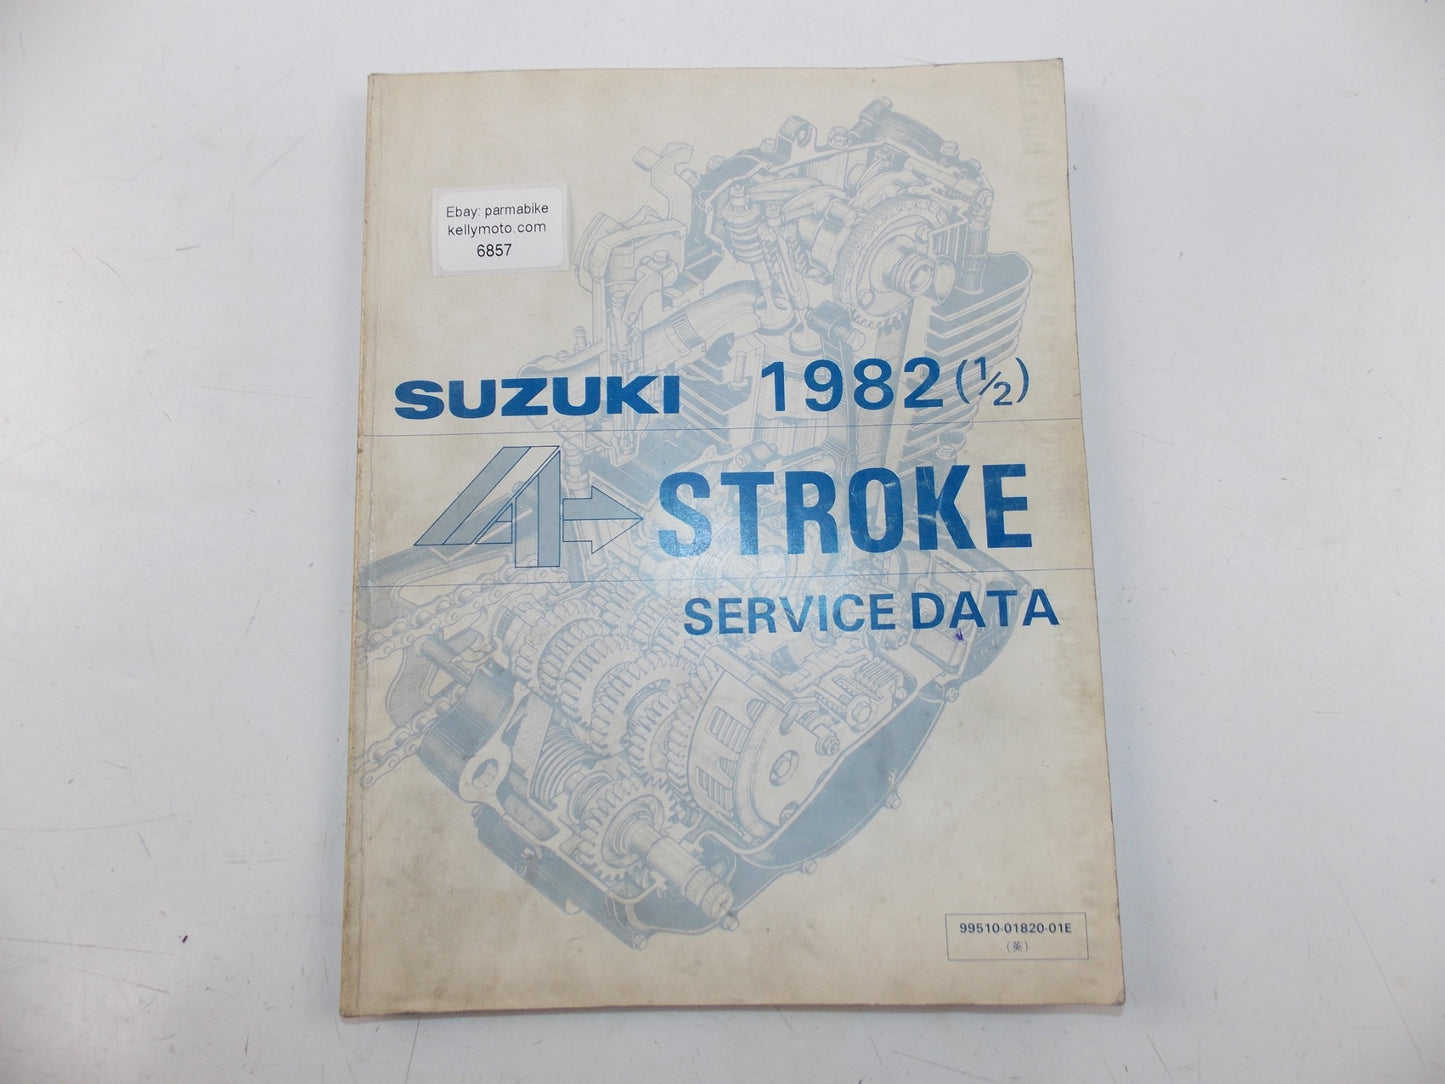 Ebay: parmabike
kellymoto.com
6857
SUZUKI 1982 (1/2)
4 STROKE
SERVICE DATA
99510-01820-01E
(英)